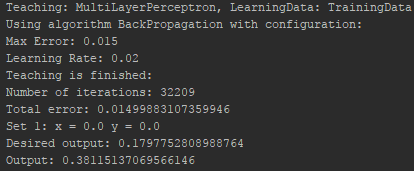 Teaching: MultiLayerPerceptron, LearningData: TrainingData
Using algorithm BackPropagation with configuration:
Max Error: 0.015
Learning Rate: 0.02
Teaching is finished:
Number of iterations: 32209
Total error: 0.01499883107359946
Set 1: x = 0.0 y = 0.0
Desired output: 0.1797752808988764
Output: 0.38115137069566146